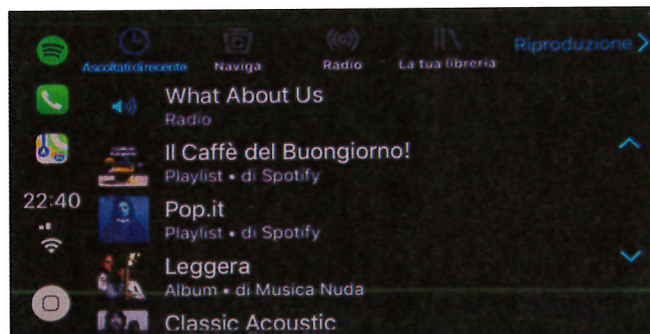 Ascoltati di recente
Naviga
Radio
La tua libreria
Riproduzione
What About Us
Radio
Il Caffè del Buongiorno!
Playlist • di Spotify
22:40
Pop.it
Playlist • di Spotify
Leggera
Album • di Musica Nuda
Classic Acoustic